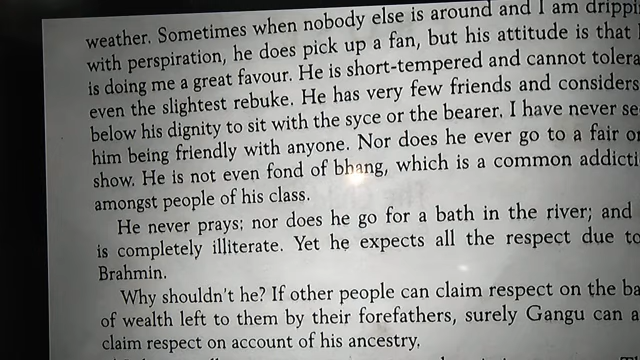 weather. Sometimes when nobody else is around and I am
with perspiration, he does pick up a fan, but his attitude is that
is doing me a great favour. He is short-tempered and cannot
even the slightest rebuke. He has very few friends and considers
below his dignity to sit with the syce or the bearer. I have never
him being friendly with anyone. Nor does he ever go to a fair or
show. He is not even fond of bhang, which is a common
amongst people of his class.
He never prays; nor does he go for a bath in the river; and
is completely illiterate. Yet he expects all the respect due to
Brahmin.
Why shouldn't he? If other people can claim respect on the
of wealth left to them by their forefathers, surely Gangu can
claim respect on account of his ancestry.